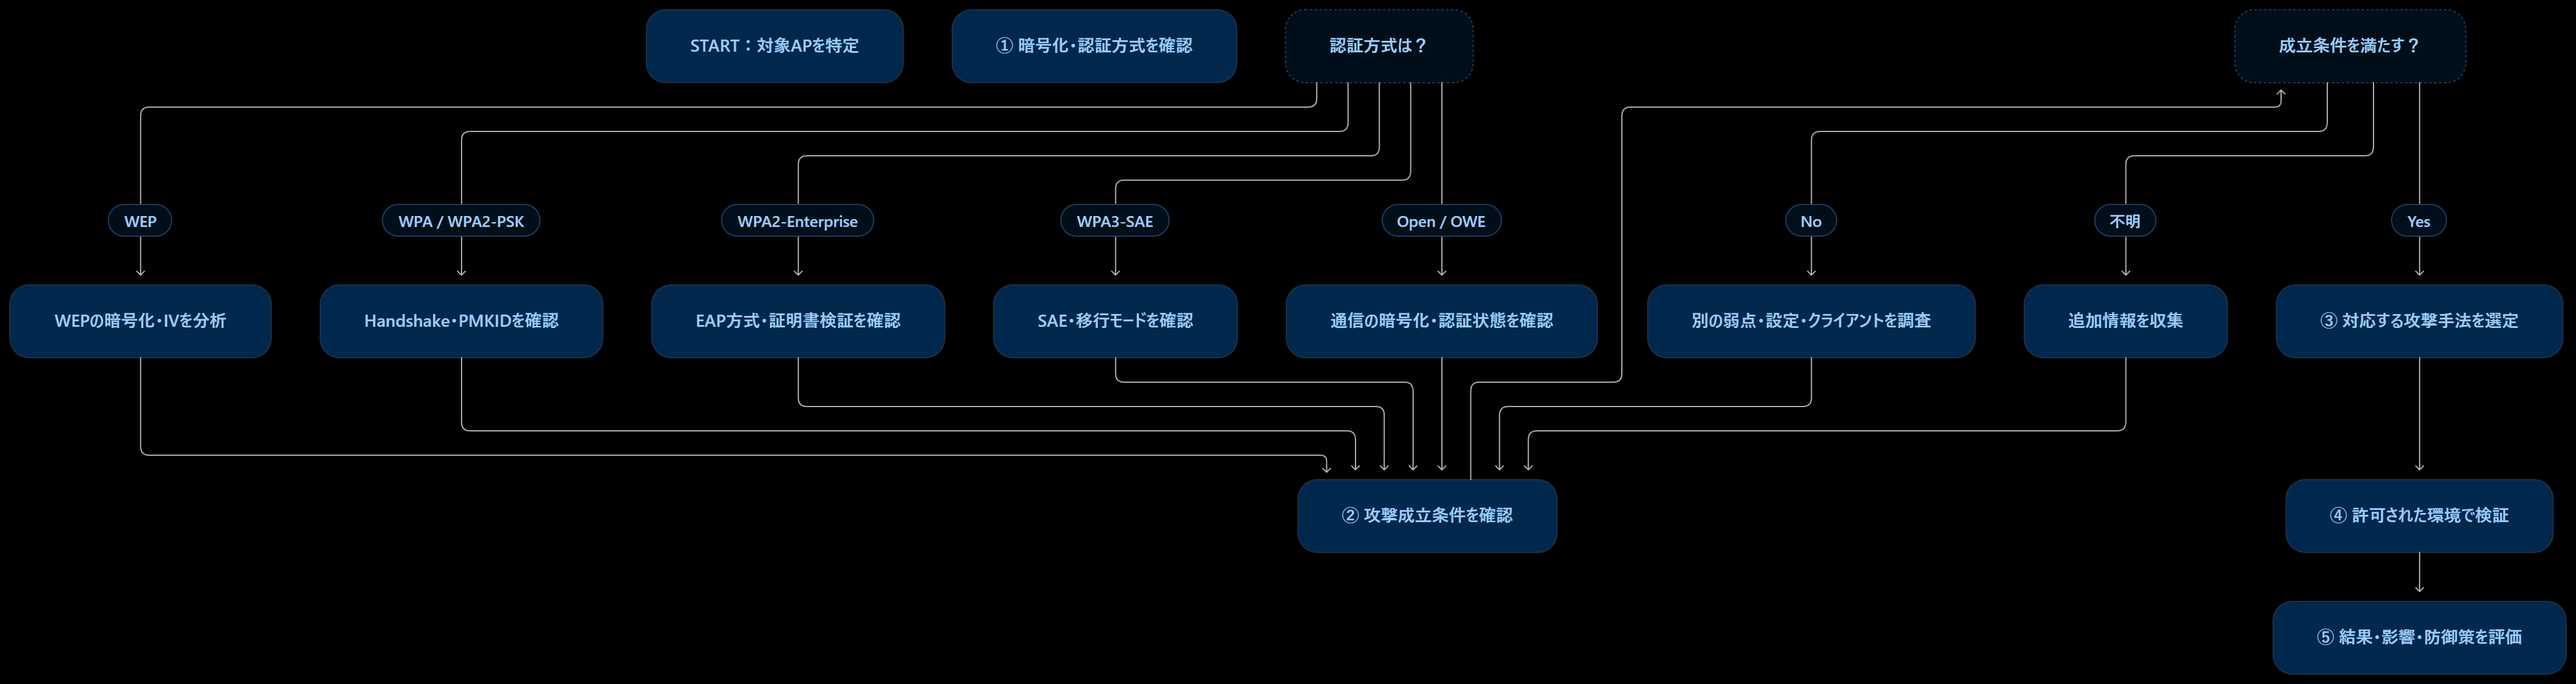 START：対象APを特定
① 暗号化・認証方式を確認
認証方式は？
成立条件を満たす？
WEP
WPA / WPA2-PSK
WPA2-Enterprise
WPA3-SAE
Open / OWE
No
不明
Yes
WEPの暗号化・IVを分析
Handshake・PMKIDを確認
EAP方式・証明書検証を確認
SAE・移行モードを確認
通信の暗号化・認証状態を確認
別の弱点・設定・クライアントを調査
追加情報を収集
③ 対応する攻撃手法を選定
② 攻撃成立条件を確認
④ 許可された環境で検証
⑤ 結果・影響・防御策を評価